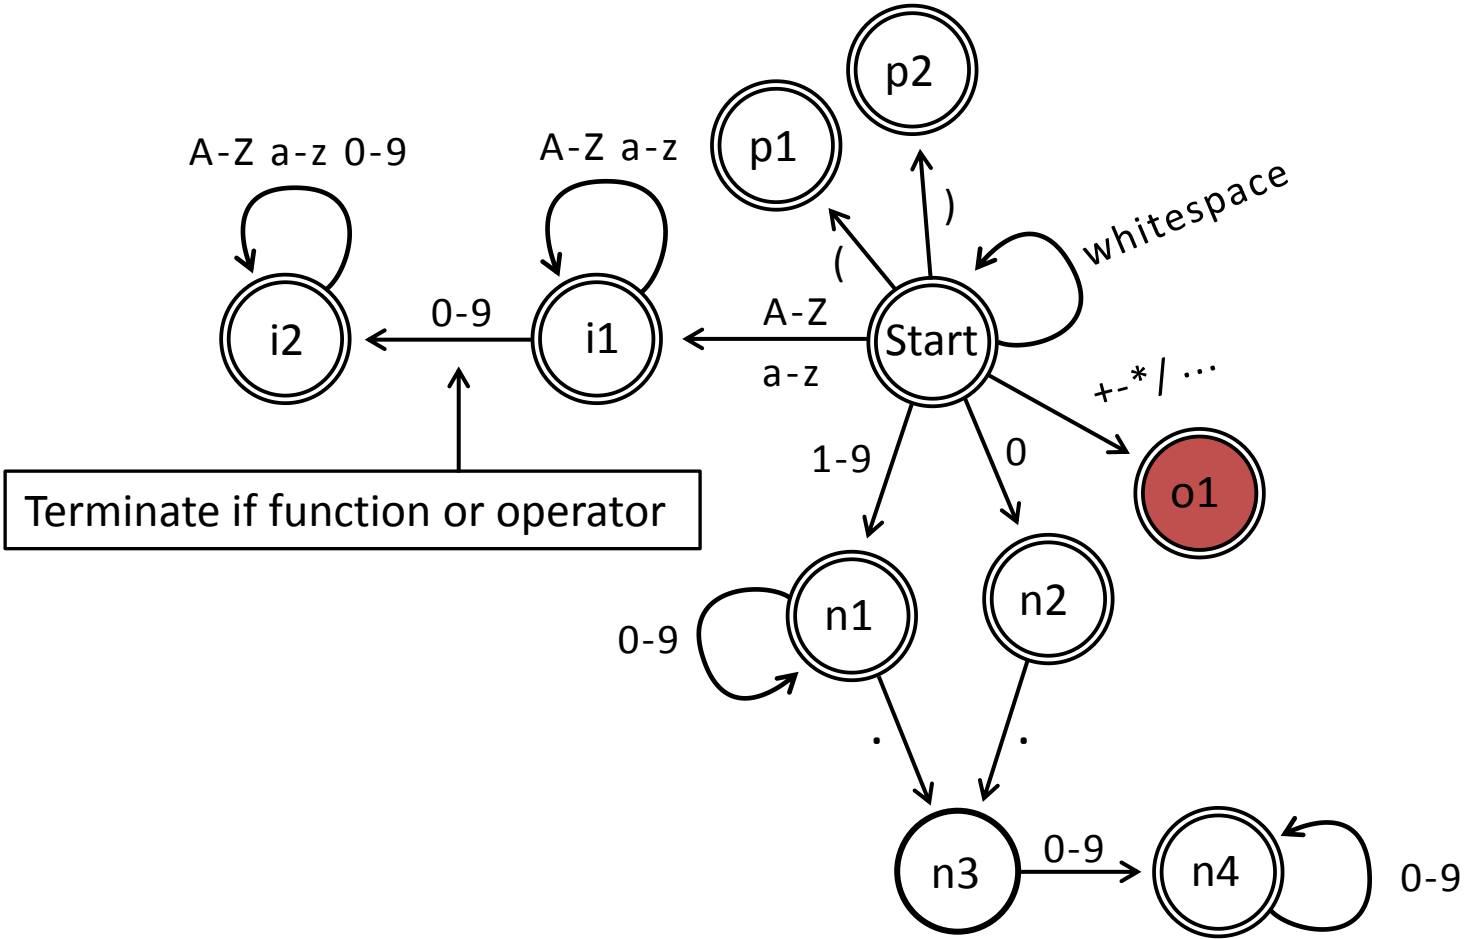 p2
p1
A-Z a-z 0-9
A-Z a-z
)
whitespace
(
i2
0-9
i1
A-Z
a-z
Start
+-*/ ...
1-9
0
o1
Terminate if function or operator
n1
n2
0-9
.
.
n3
0-9
n4
0-9